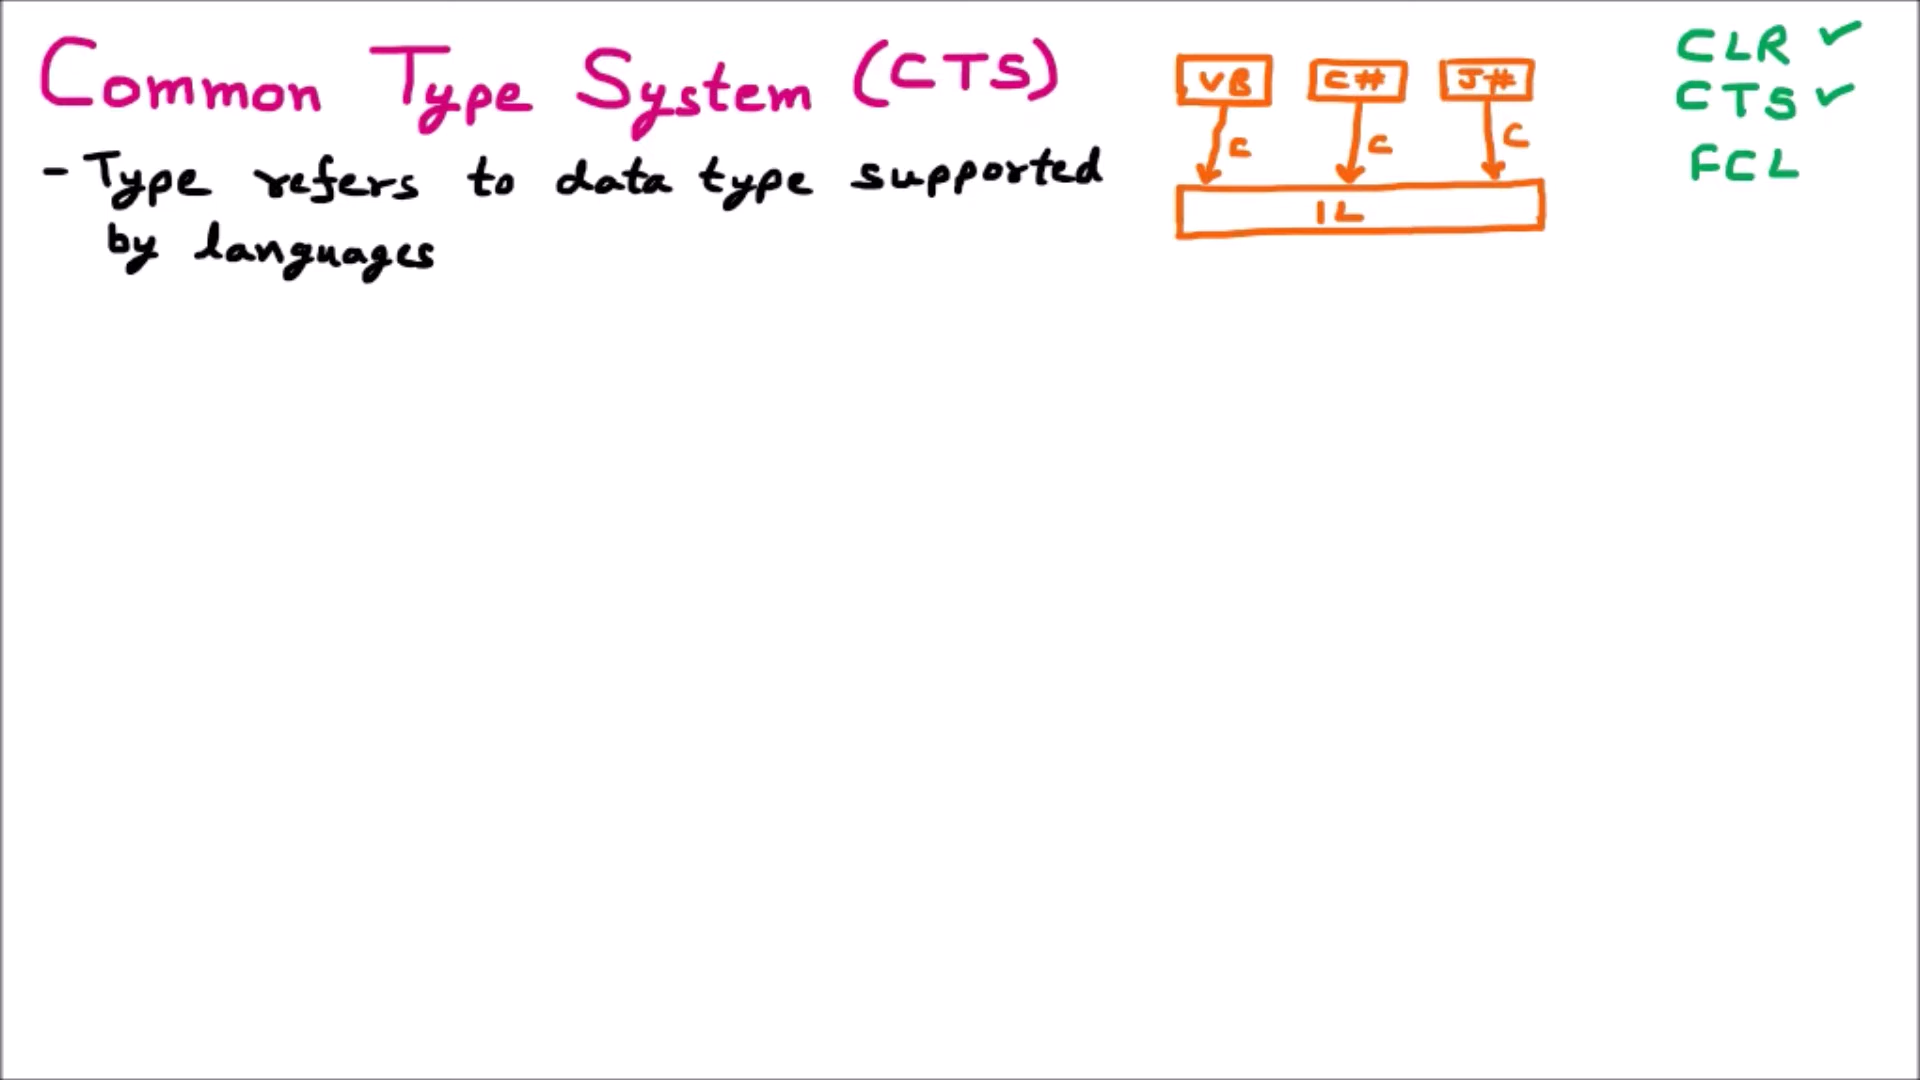 Common Type System (CTS)
- Type refers to data type supported
by languages
VB C# J#
C C C
IL
CLR ✓
CTS ✓
FCL